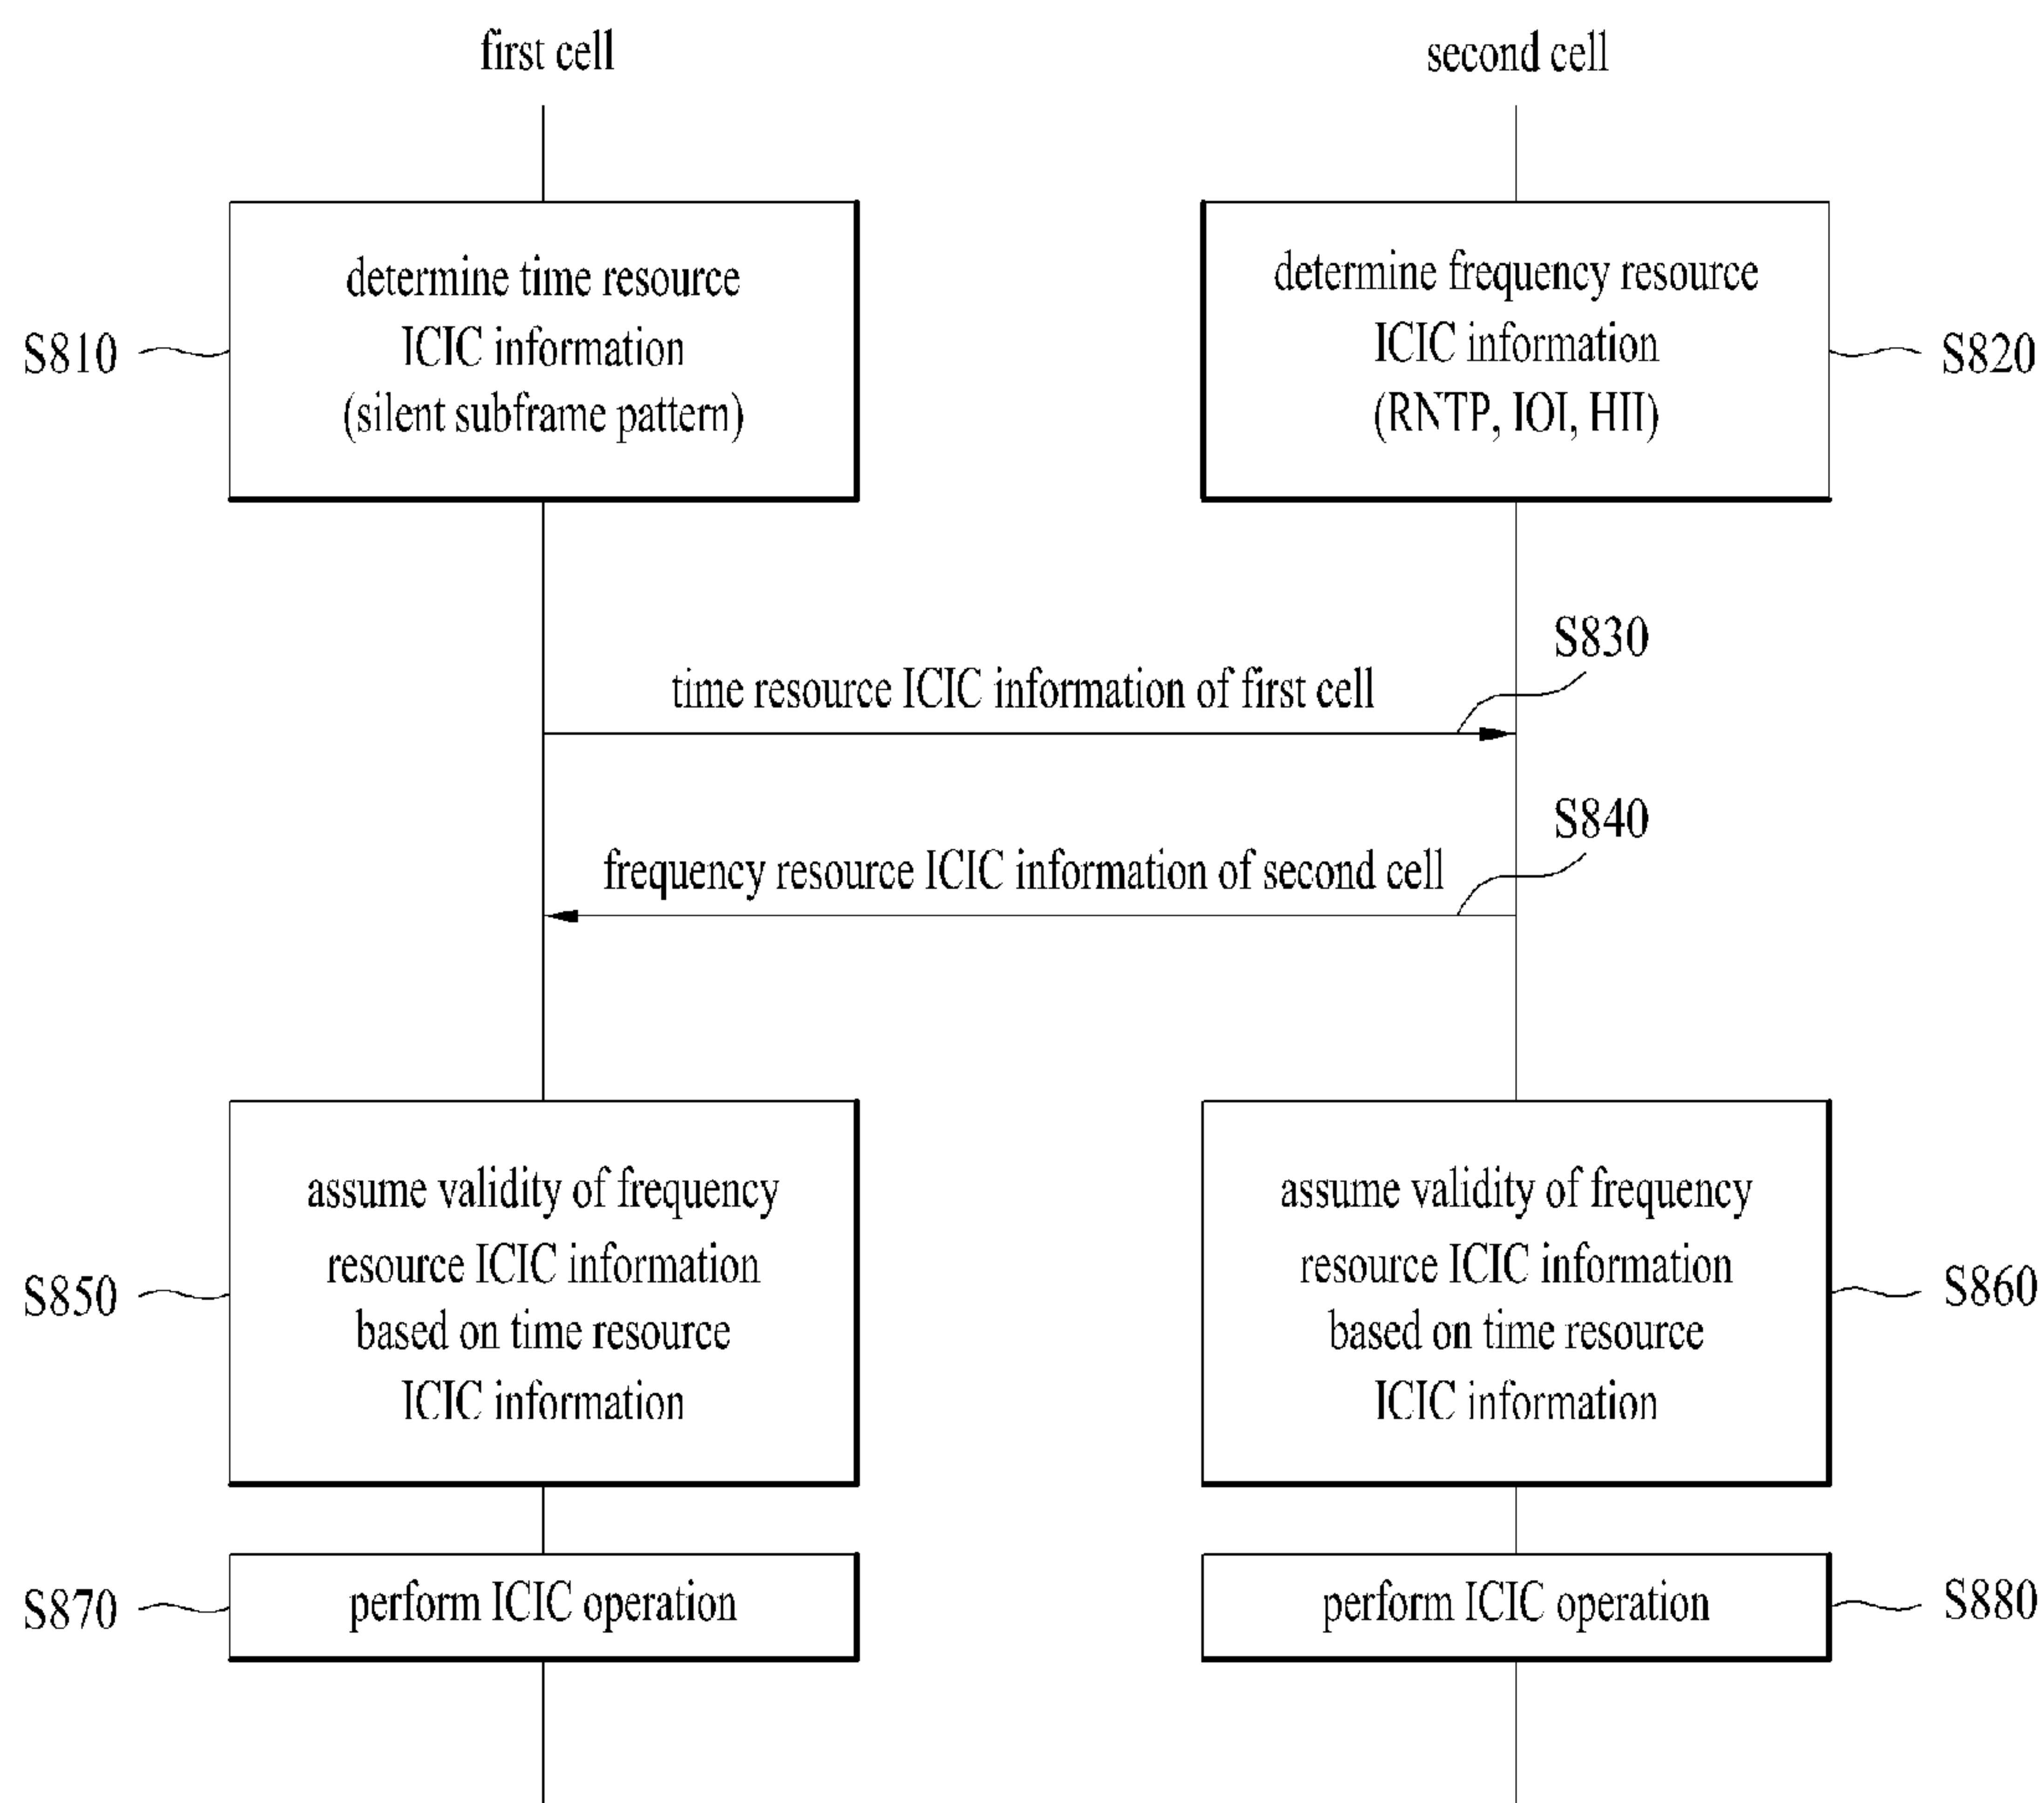 first cell
second cell
determine time resource
ICIC information
(silent subframe pattern)
S810
determine frequency resource
ICIC information
(RNTP, IOI, HII)
S820
S830
time resource ICIC information of first cell
S840
frequency resource ICIC information of second cell
assume validity of frequency
resource ICIC information
based on time resource
ICIC information
S850
assume validity of frequency
resource ICIC information
based on time resource
ICIC information
S860
perform ICIC operation
S870
perform ICIC operation
S880